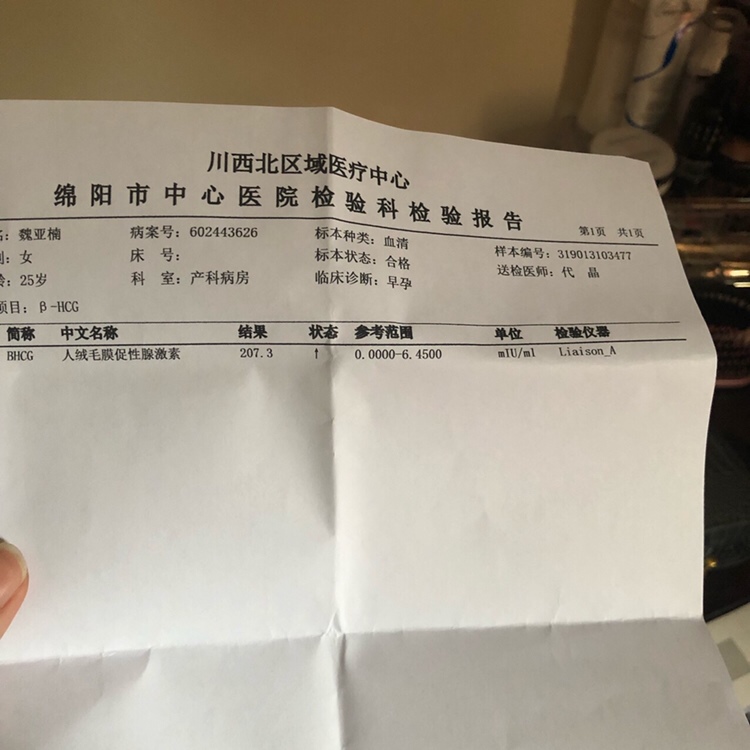 川西北区域医疗中心
绵阳市中心医院检验科检验报告
第1页 共1页
名: 魏亚楠 病案号: 602443626 标本种类: 血清 样本编号: 319013103477
别: 女 床 号: 标本状态: 合格 送检医师: 代 晶
龄: 25岁 科 室: 产科病房 临床诊断: 早孕
项目: β-HCG
简称 中文名称 结果 状态 参考范围 单位 检验仪器
BHCG 人绒毛膜促性腺激素 207.3 ↑ 0.0000-6.4500 mIU/ml Liaison_A